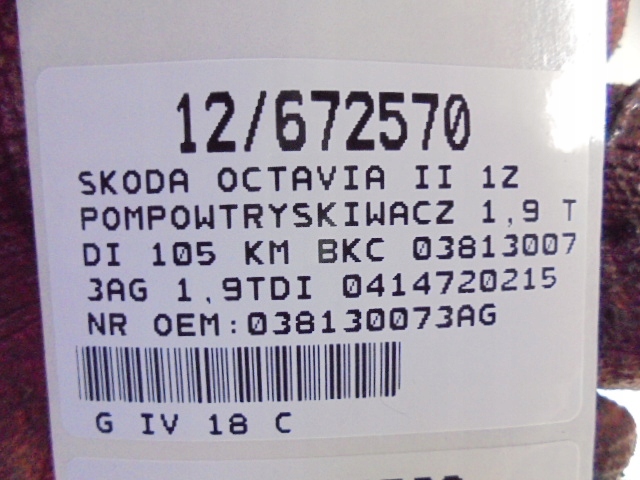 12/672570
SKODA OCTAVIA II 1Z
POMPOWTRYSKIWACZ 1,9 T
DI 105 KM BKC 03813007
3AG 1.9TDI 0414720215
NR OEM:038130073AG
G IV 18 C